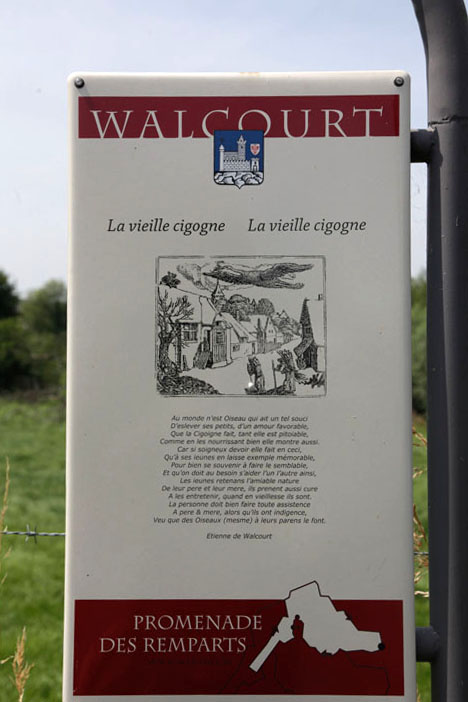 WALCOURT
La vieille cigogne La vieille cigogne
Au monde n'est Oiseau qui ait un tel souci
D'eslever ses petits, d'un amour favorable,
Que la Cigoigne fait, tant elle est pitoiable,
Comme en les nourrissant bien elle montre aussi.
Car si soigneux devoir elle fait en ceci,
Qu'à ses ieunes en laisse exemple mémorable,
Pour bien se souvenir à faire le semblable,
Et qu'on doit au besoin s'aider l'un l'autre ainsi,
Les ieunes retenans l'amiable nature
De leur pere et leur mere, ils prenent aussi cure
A les entretenir, quand en vieillesse ils sont.
La personne doit bien faire toute assistence
A pere & mere, alors qu'ils ont indigence,
Veu que des Oiseaux (mesme) à leurs parens le font.
Etienne de Walcourt
PROMENADE
DES REMPARTS